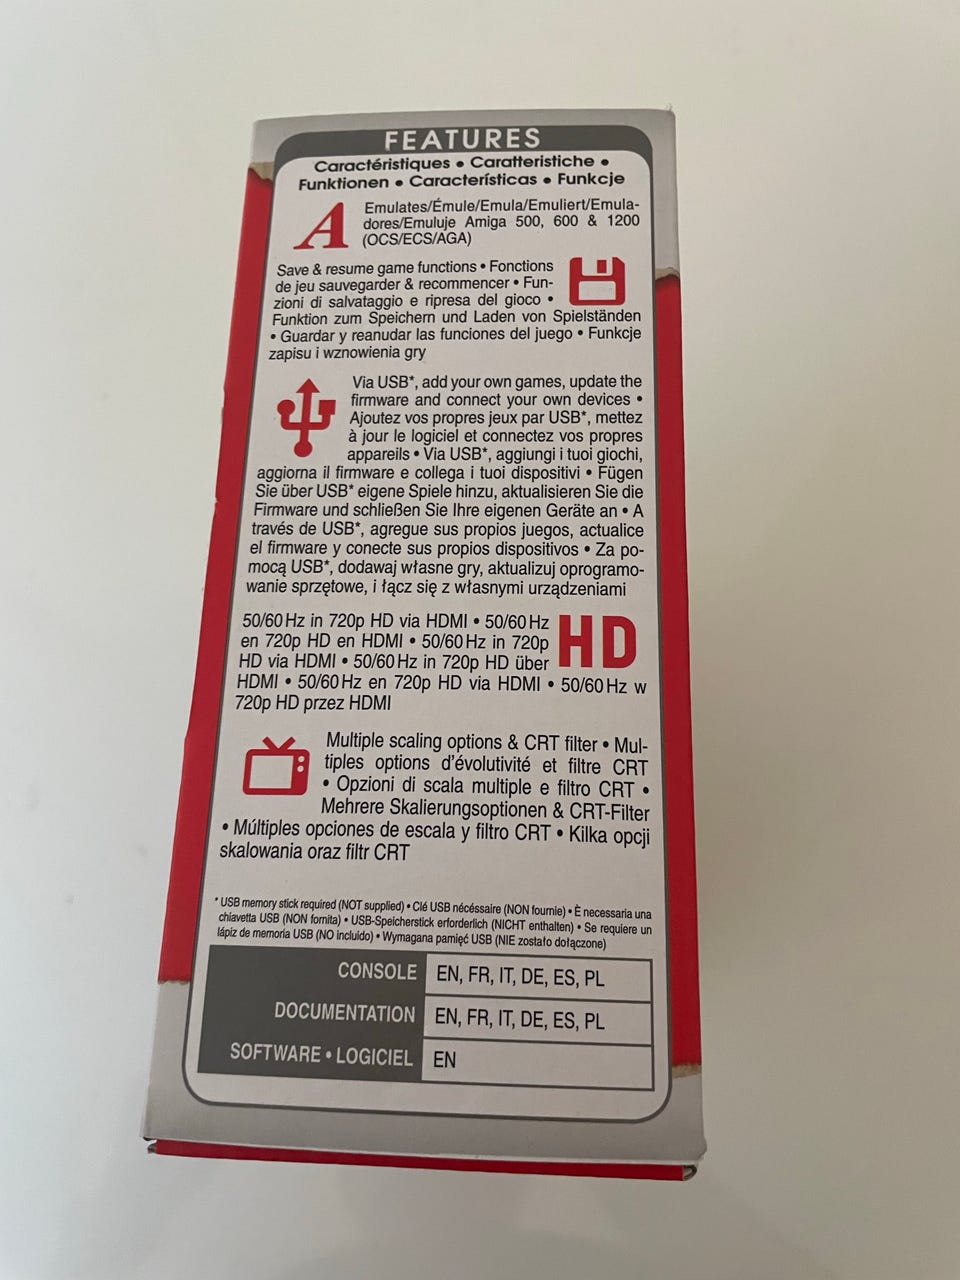 FEATURES
Caractéristiques • Caratteristiche •
Funktionen • Características • Funkcje
A
Emulates/Émule/Emula/Emuliert/Emula-
dores/Emuluje Amiga 500, 600 & 1200
(OCS/ECS/AGA)
Save & resume game functions • Fonctions
de jeu sauvegarder & recommencer • Fun-
zioni di salvataggio e ripresa del gioco •
Funktion zum Speichern und Laden von Spielständen
• Guardar y reanudar las funciones del juego • Funkcje
zapisu i wznowienia gry
Via USB*, add your own games, update the
firmware and connect your own devices •
Ajoutez vos propres jeux par USB*, mettez
à jour le logiciel et connectez vos propres
appareils • Via USB*, aggiungi i tuoi giochi,
aggiorna il firmware e collega i tuoi dispositivi • Fügen
Sie über USB* eigene Spiele hinzu, aktualisieren Sie die
Firmware und schließen Sie Ihre eigenen Geräte an • A
través de USB*, agregue sus propios juegos, actualice
el firmware y conecte sus propios dispositivos • Za po-
mocą USB*, dodawaj własne gry, aktualizuj oprogramo-
wanie sprzętowe, i łącz się z własnymi urządzeniami
50/60 Hz in 720p HD via HDMI • 50/60 Hz
en 720p HD en HDMI • 50/60 Hz in 720p
HD via HDMI • 50/60 Hz in 720p HD über
HDMI • 50/60 Hz en 720p HD via HDMI • 50/60 Hz w
720p HD przez HDMI
HD
Multiple scaling options & CRT filter • Mul-
tiples options d'évolutivité et filtre CRT
• Opzioni di scala multiple e filtro CRT •
Mehrere Skalierungsoptionen & CRT-Filter
• Múltiples opciones de escala y filtro CRT • Kilka opcji
skalowania oraz filtr CRT
* USB memory stick required (NOT supplied) • Clé USB nécéssaire (NON fournie) • È necessaria una
chiavetta USB (NON fornita) • USB-Speicherstick erforderlich (NICHT enthalten) • Se requiere un
lápiz de memoria USB (NO incluido) • Wymagana pamięć USB (NIE zostało dołączone)
CONSOLE EN, FR, IT, DE, ES, PL
DOCUMENTATION EN, FR, IT, DE, ES, PL
SOFTWARE • LOGICIEL EN